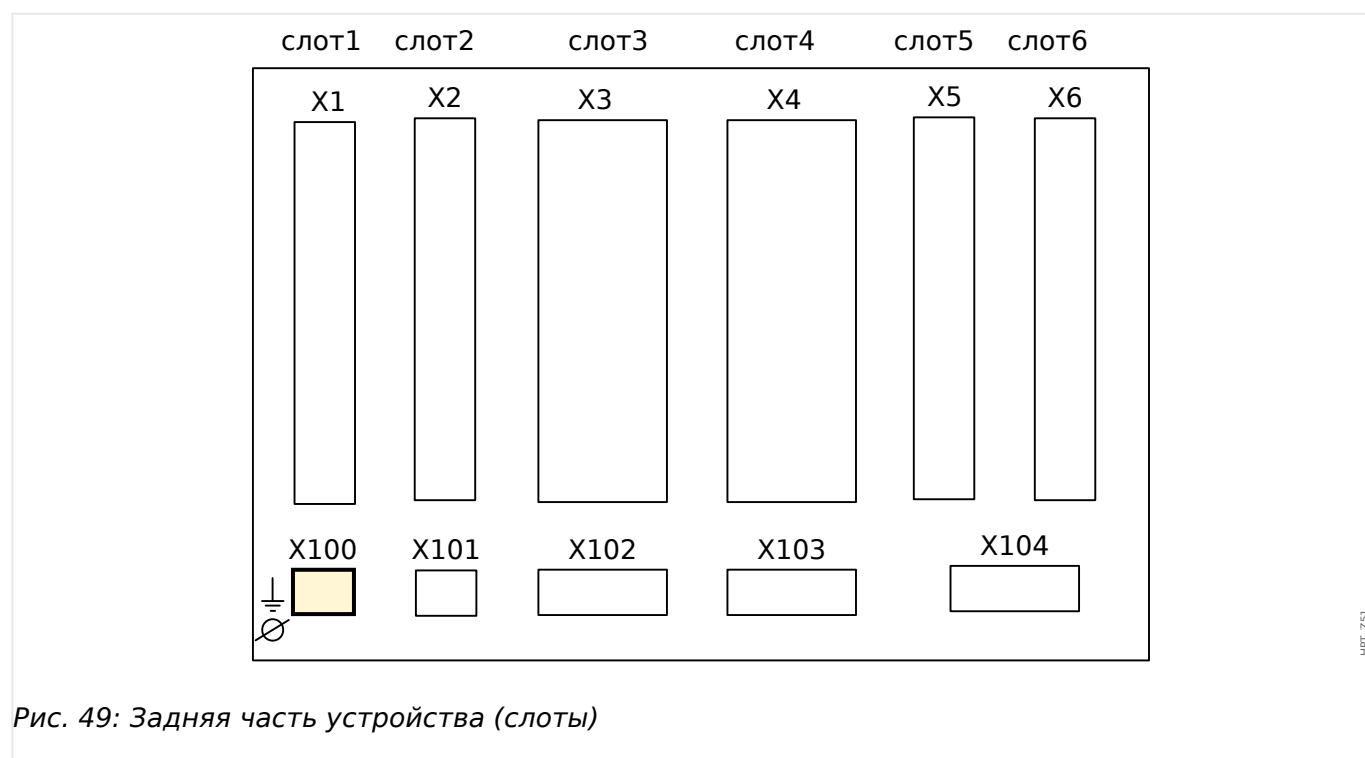 слот1 слот2 слот3 слот4 слот5 слот6
X1 X2 X3 X4 X5 X6
X100 X101 X102 X103 X104
Рис. 49: Задняя часть устройства (слоты)